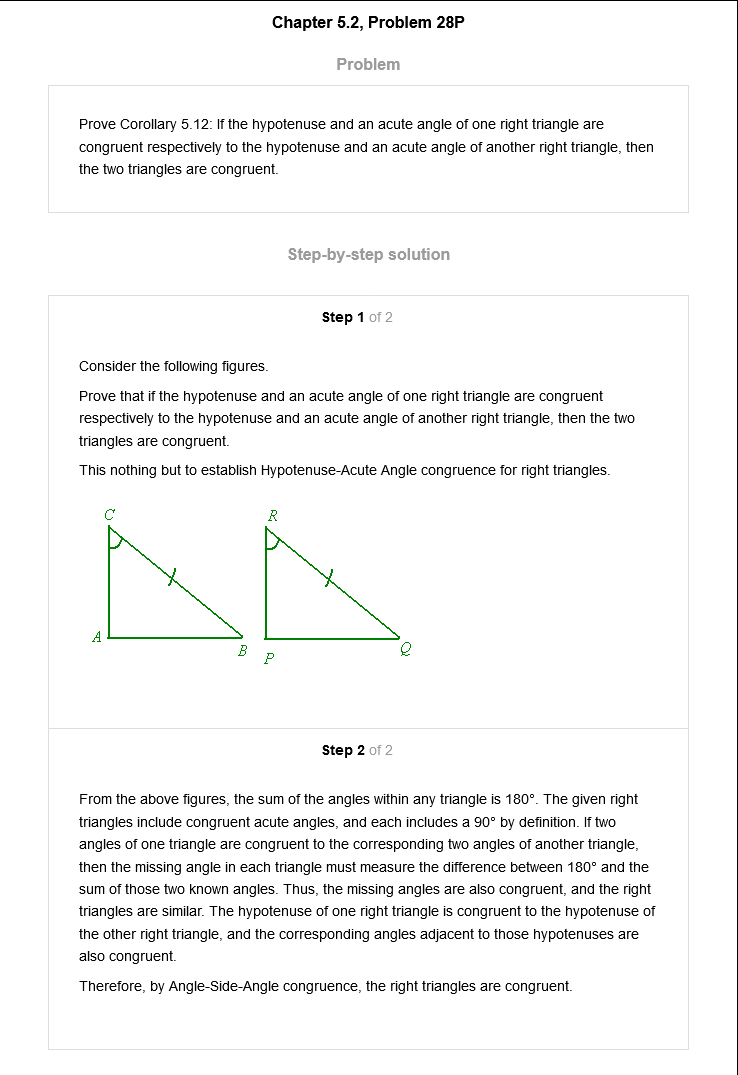 Chapter 5.2, Problem 28P
Problem
Prove Corollary 5.12: If the hypotenuse and an acute angle of one right triangle are
congruent respectively to the hypotenuse and an acute angle of another right triangle, then
the two triangles are congruent.
Step-by-step solution
Step 1 of 2
Consider the following figures.
Prove that if the hypotenuse and an acute angle of one right triangle are congruent
respectively to the hypotenuse and an acute angle of another right triangle, then the two
triangles are congruent.
This nothing but to establish Hypotenuse-Acute Angle congruence for right triangles.
C R
A B P Q
Step 2 of 2
From the above figures, the sum of the angles within any triangle is 180°. The given right
triangles include congruent acute angles, and each includes a 90° by definition. If two
angles of one triangle are congruent to the corresponding two angles of another triangle,
then the missing angle in each triangle must measure the difference between 180° and the
sum of those two known angles. Thus, the missing angles are also congruent, and the right
triangles are similar. The hypotenuse of one right triangle is congruent to the hypotenuse of
the other right triangle, and the corresponding angles adjacent to those hypotenuses are
also congruent.
Therefore, by Angle-Side-Angle congruence, the right triangles are congruent.